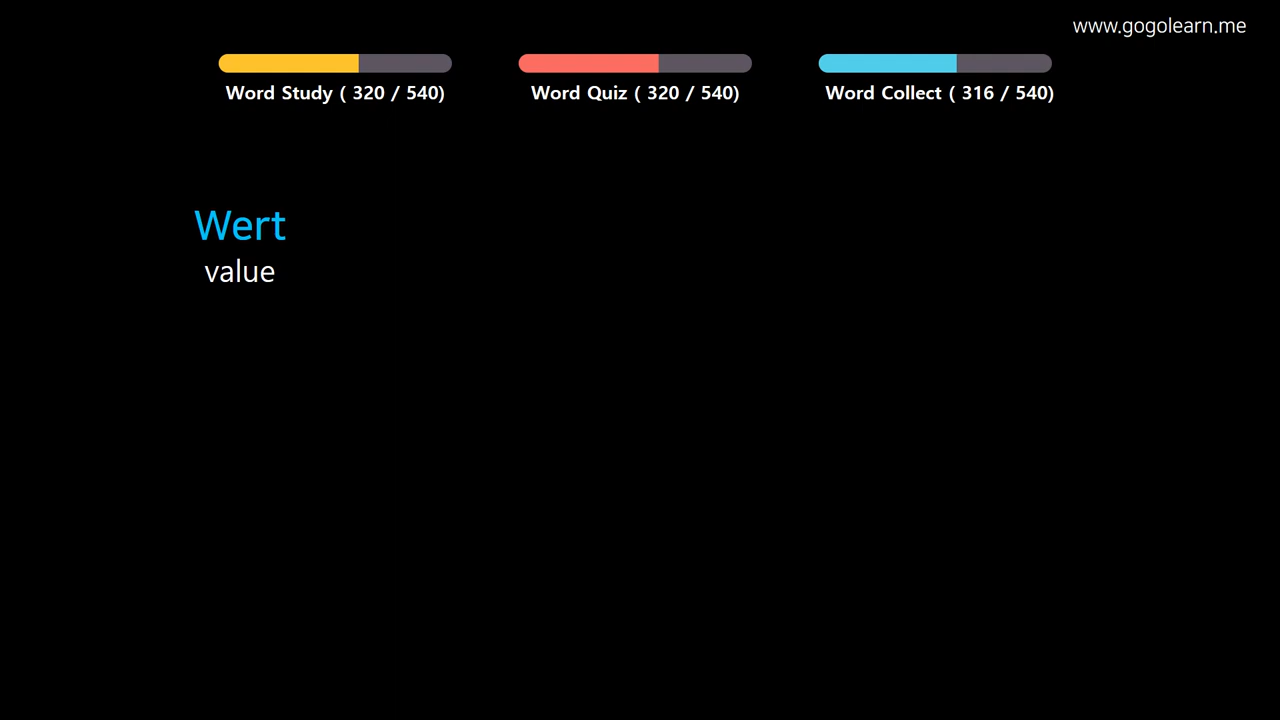 www.gogolearn.me
Word Study ( 320 / 540)
Word Quiz ( 320 / 540)
Word Collect ( 316 / 540)
Wert
value